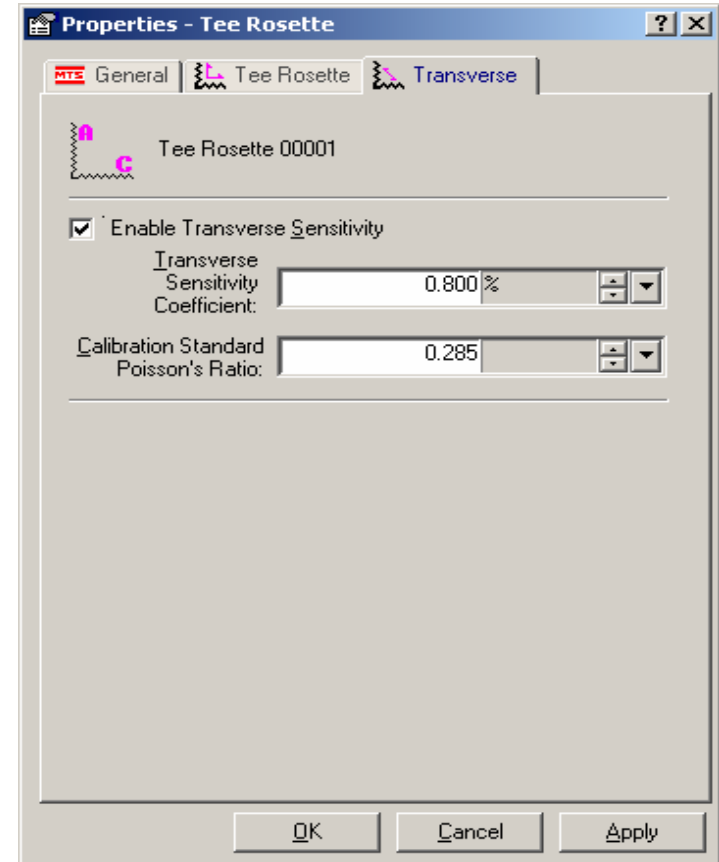 Properties - Tee Rosette
MTS General Tee Rosette Transverse
A
C
Tee Rosette 00001
Enable Transverse Sensitivity
Transverse
Sensitivity
Coefficient:
0.800 %
Calibration Standard
Poisson's Ratio:
0.285
OK Cancel Apply